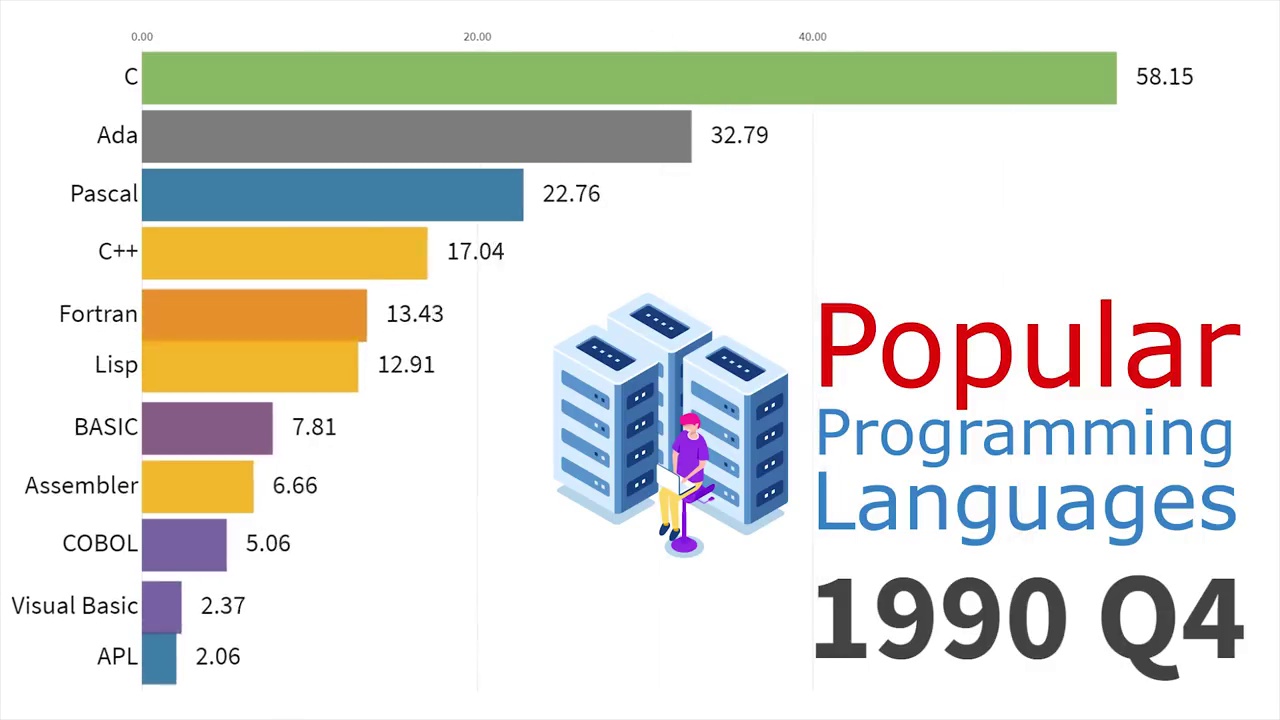 0.00 20.00 40.00
C 58.15
Ada 32.79
Pascal 22.76
C++ 17.04
Fortran 13.43
Lisp 12.91
BASIC 7.81
Assembler 6.66
COBOL 5.06
Visual Basic 2.37
APL 2.06
Popular
Programming
Languages
1990 Q4